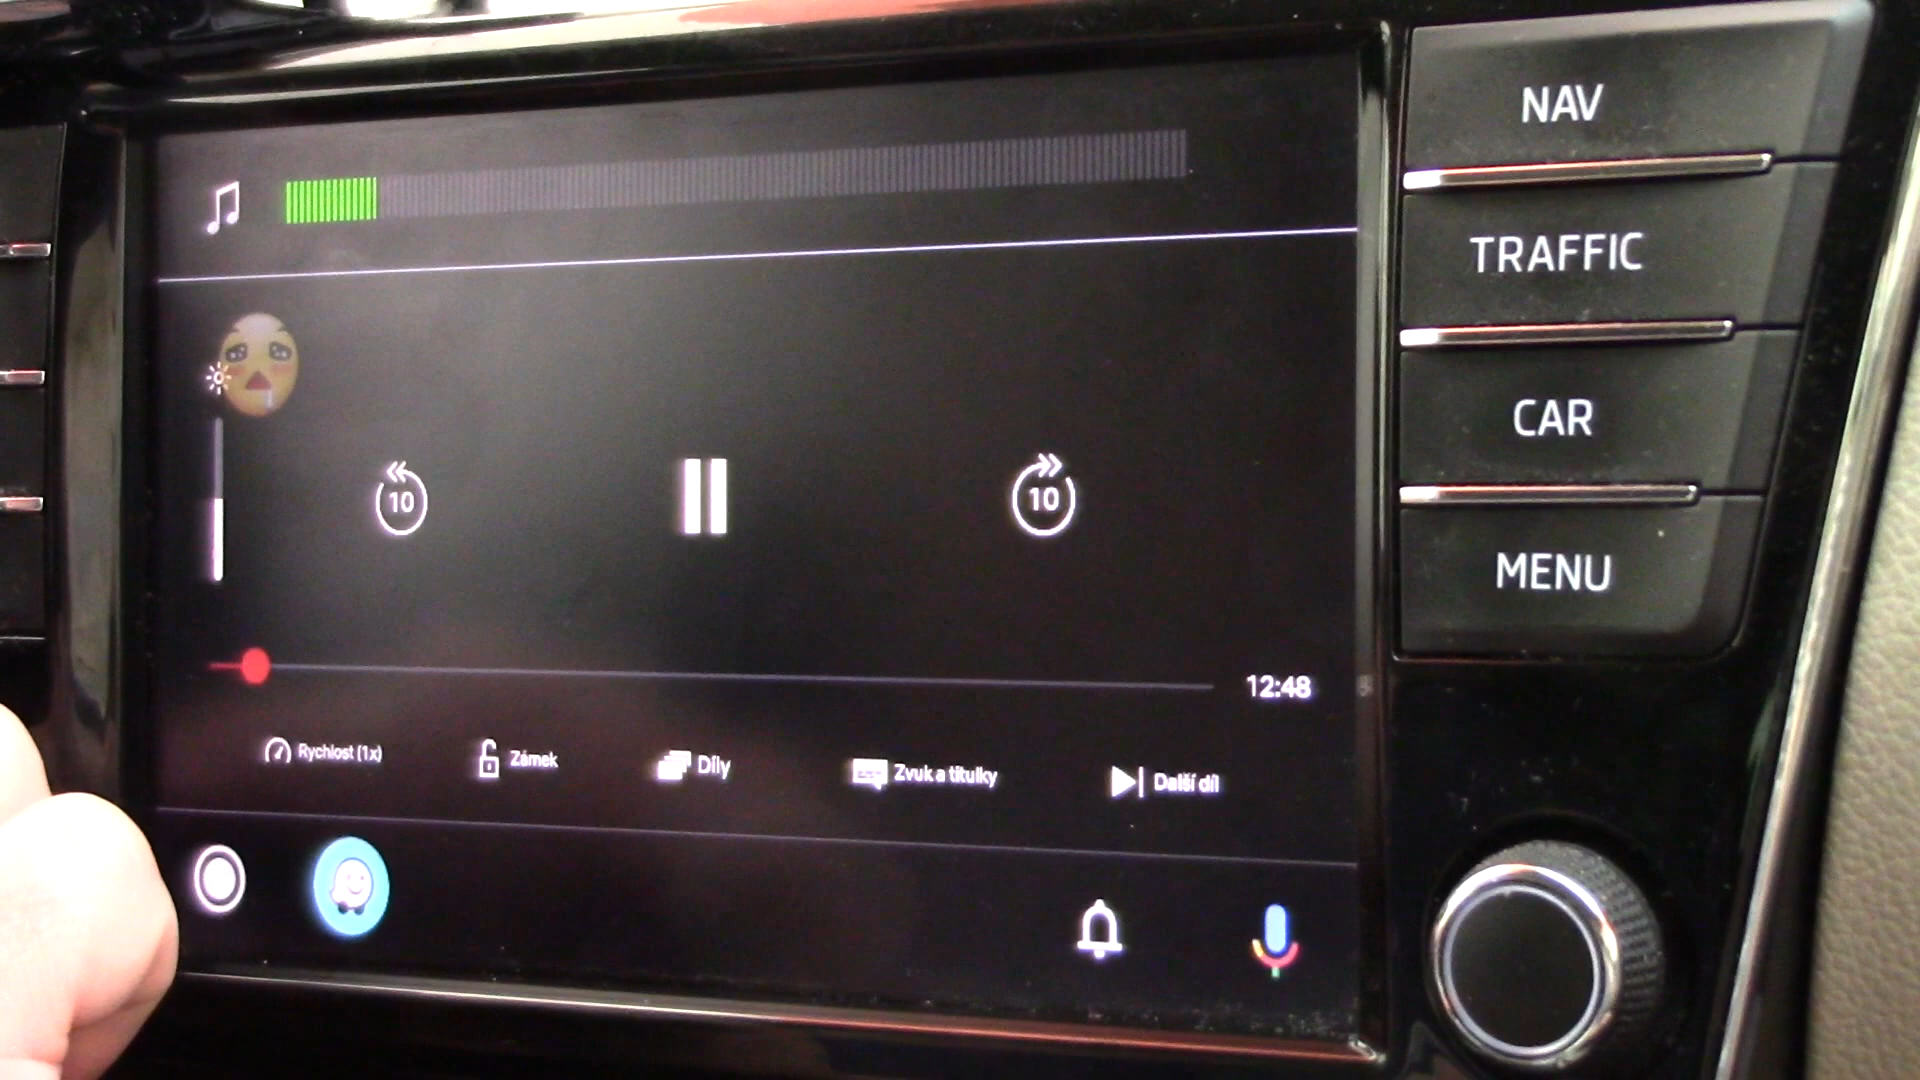 NAV
TRAFFIC
CAR
MENU
10
10
12:48
Rychlost (1x)
Zámek
Díly
Zvuk a titulky
Další díl